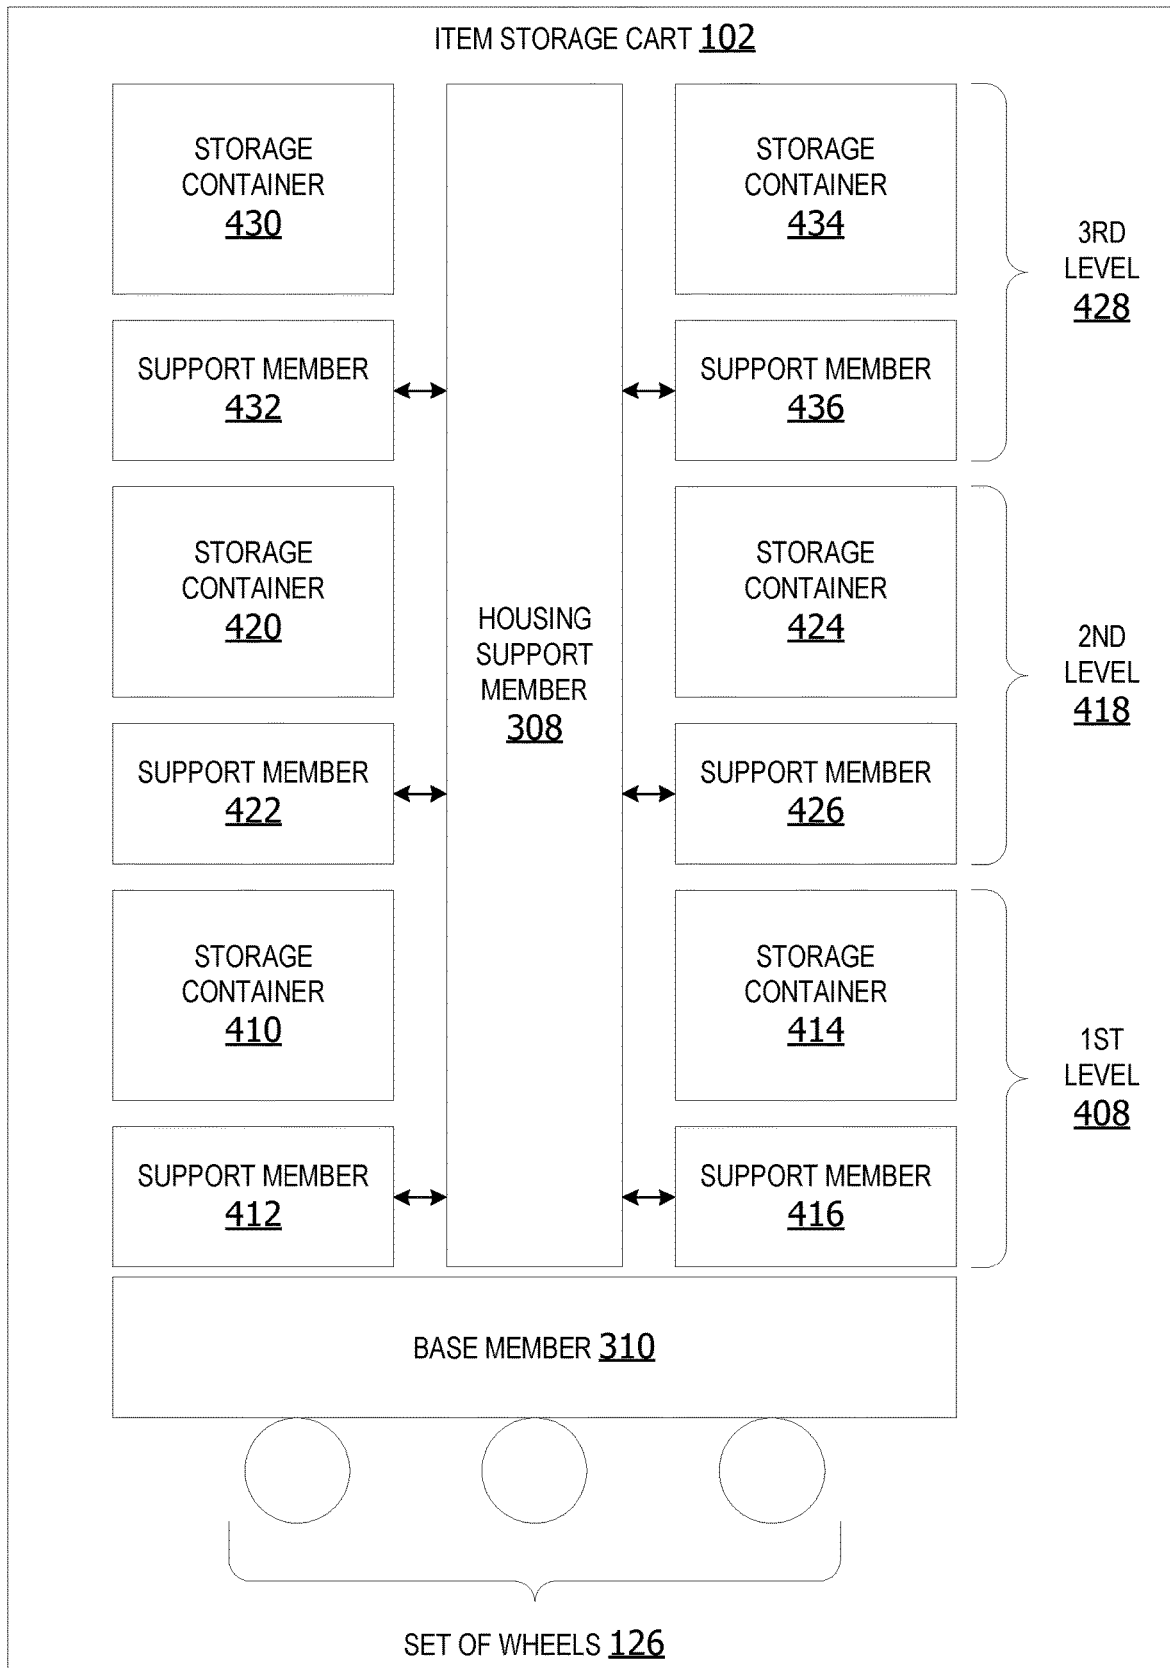 ITEM STORAGE CART 102
STORAGE
CONTAINER
430
STORAGE
CONTAINER
434
3RD
LEVEL
428
SUPPORT MEMBER
432
SUPPORT MEMBER
436
STORAGE
CONTAINER
420
STORAGE
CONTAINER
424
HOUSING
SUPPORT
MEMBER
308
2ND
LEVEL
418
SUPPORT MEMBER
422
SUPPORT MEMBER
426
STORAGE
CONTAINER
410
STORAGE
CONTAINER
414
1ST
LEVEL
408
SUPPORT MEMBER
412
SUPPORT MEMBER
416
BASE MEMBER 310
SET OF WHEELS 126